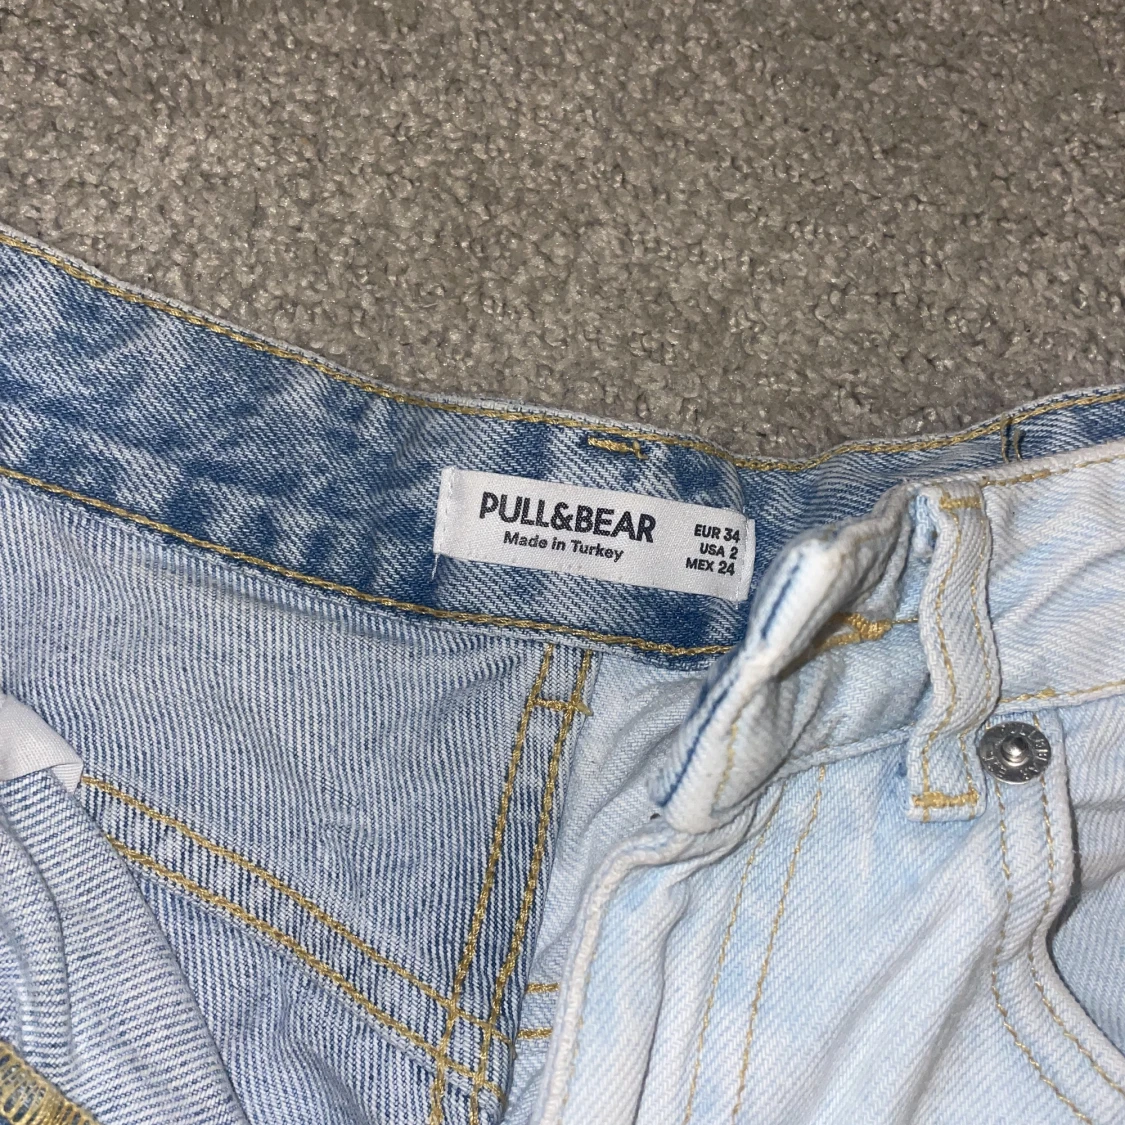 PULL&BEAR
Made in Turkey
EUR 34
USA 2
MEX 24